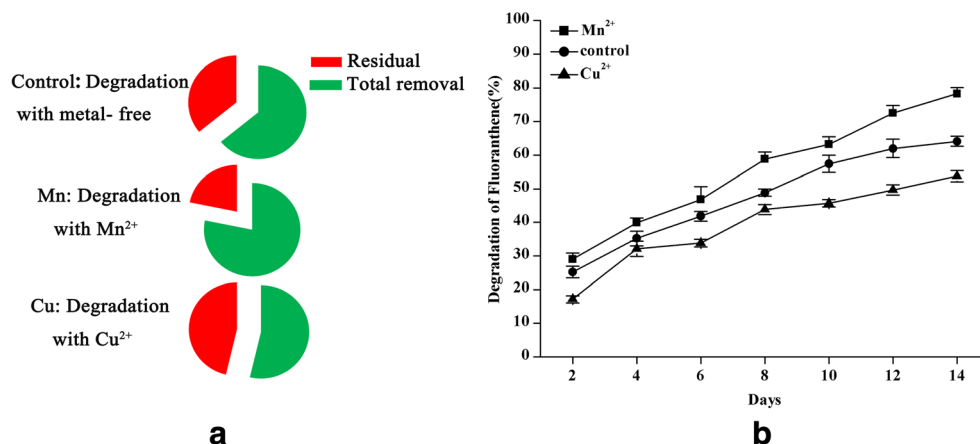 Residual
Total removal
Control: Degradation
with metal- free
Mn: Degradation
with Mn²⁺
Cu: Degradation
with Cu²⁺
a
Degradation of Fluoranthene(%)
100
90
80
70
60
50
40
30
20
10
0
Mn²⁺
control
Cu²⁺
2 4 6 8 10 12 14
Days
b